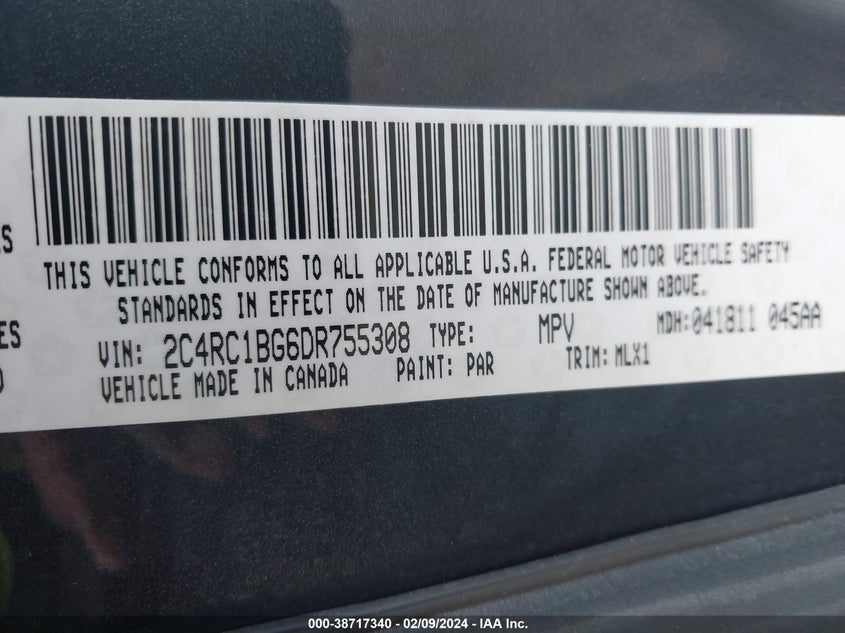 THIS VEHICLE CONFORMS TO ALL APPLICABLE U.S.A. FEDERAL MOTOR VEHICLE SAFETY
STANDARDS IN EFFECT ON THE DATE OF MANUFACTURE SHOWN ABOVE.
VIN: 2C4RC1BG6DR755308 TYPE: MPV MDH:041811 045AA
VEHICLE MADE IN CANADA PAINT: PAR TRIM: MLX1
000-38717340 - 02/09/2024 - IAA Inc.